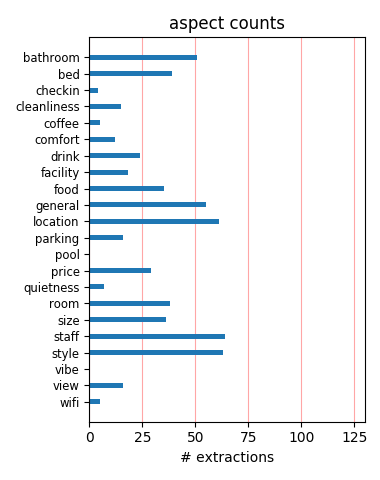 aspect counts
bathroom
bed
checkin
cleanliness
coffee
comfort
drink
facility
food
general
location
parking
pool
price
quietness
room
size
staff
style
vibe
view
wifi
0 25 50 75 100 125
# extractions